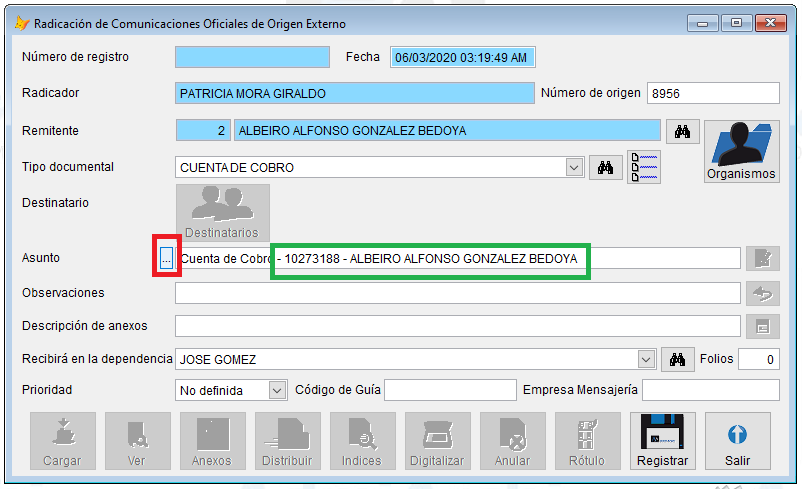 Radicación de Comunicaciones Oficiales de Origen Externo
Número de registro Fecha 06/03/2020 03:19:49 AM
Radicador PATRICIA MORA GIRALDO Número de origen 8956
Remitente 2 ALBEIRO ALFONSO GONZALEZ BEDOYA
Tipo documental CUENTA DE COBRO
Organismos
Destinatario
Destinatarios
Asunto ... Cuenta de Cobro - 10273188 - ALBEIRO ALFONSO GONZALEZ BEDOYA
Observaciones
Descripción de anexos
Recibirá en la dependencia JOSE GOMEZ Folios 0
Prioridad No definida Código de Guía Empresa Mensajería
Cargar Ver Anexos Distribuir Indices Digitalizar Anular Rótulo Registrar Salir